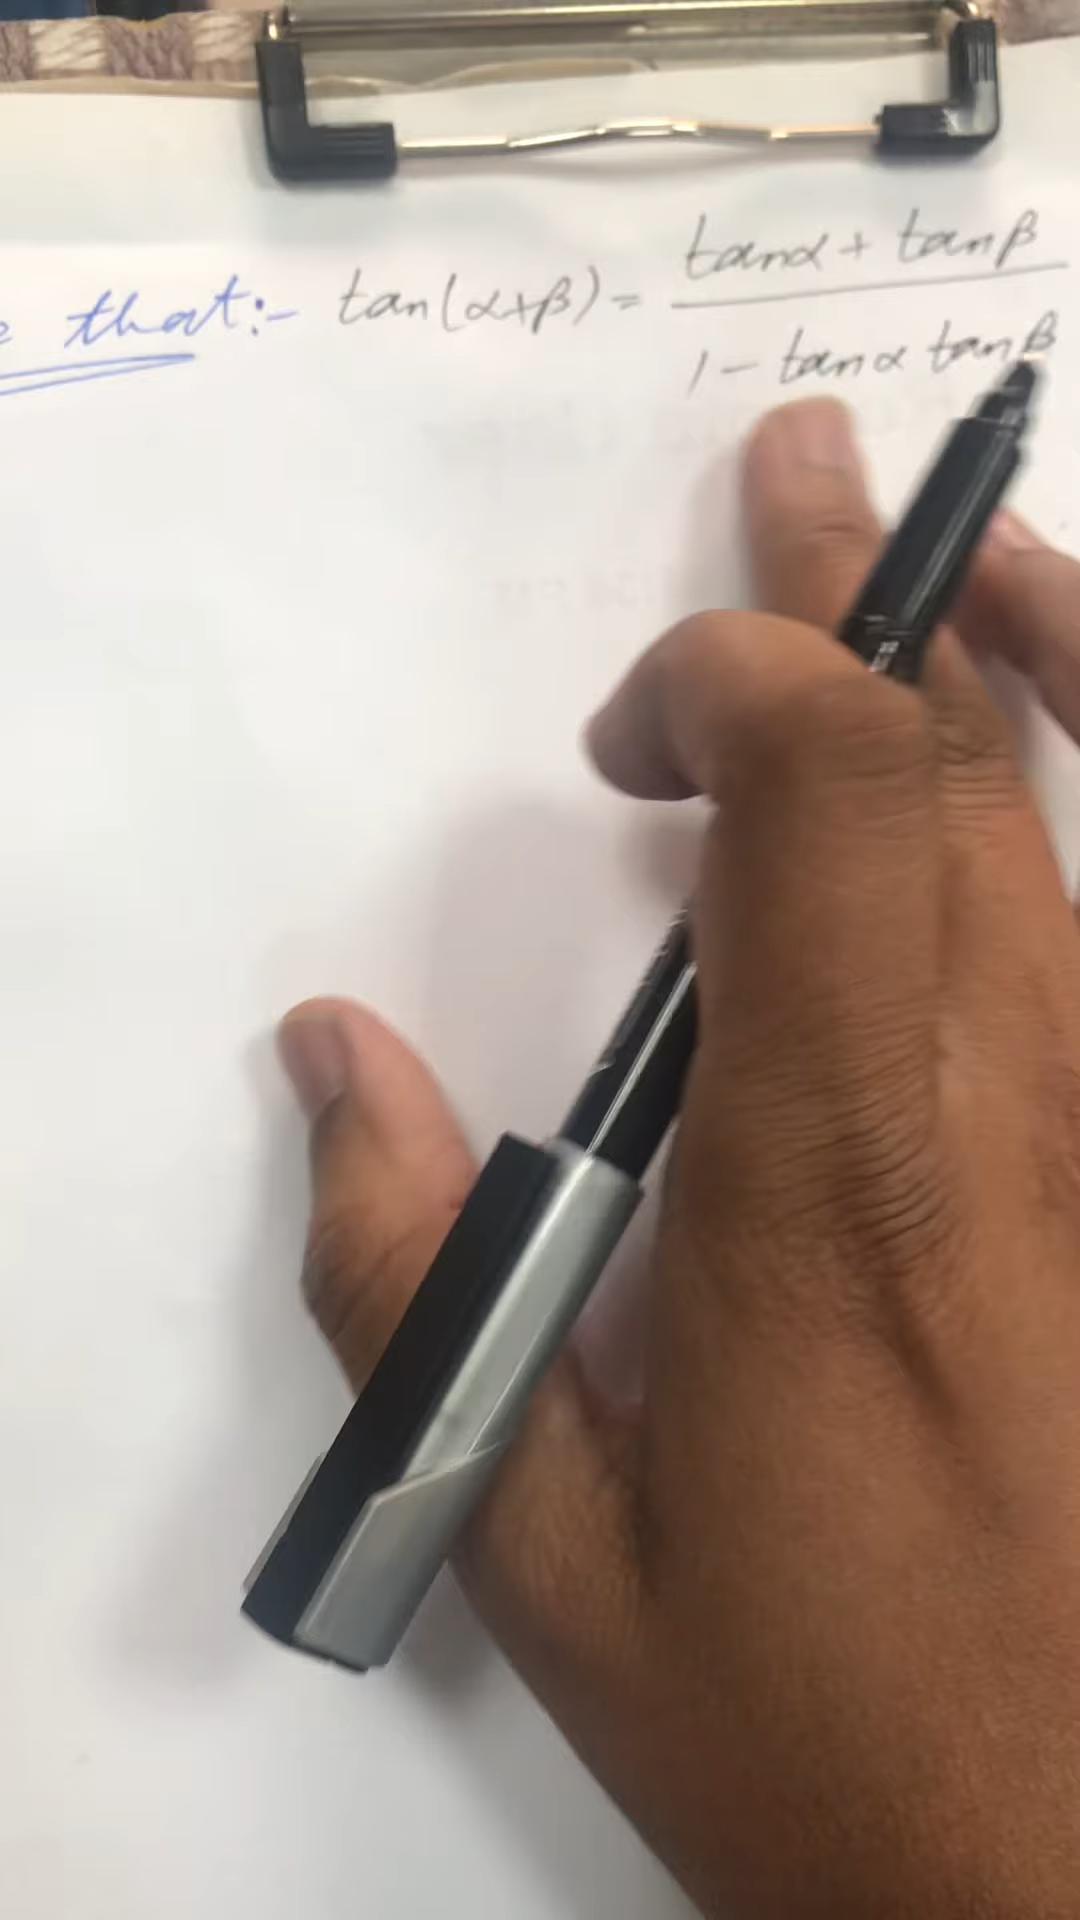 that:- tan(α+β) = tanα + tanβ / 1 - tanα tanβ